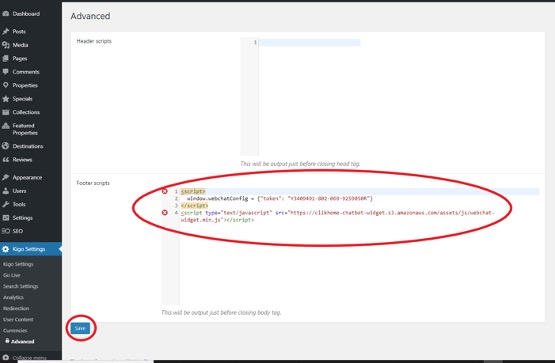 Dashboard
Posts
Media
Pages
Comments
Properties
Specials
Collections
Featured
Properties
Destinations
Reviews
Appearance
Users
Tools
Settings
SEO
Kigo Settings
Kigo Settings
Go Live
Search Settings
Analytics
Redirection
User Content
Currencies
Advanced
Collapse menu
Advanced
Header scripts
1
This will be output just before closing head tag.
Footer scripts
1 <script>
2 window.webchatConfig = {"token":
3 </script>
4 <script type="text/javascript" src="https://clikhome-chatbot-widget.s3.amazonaws.com/assets/js/webchat-
widget.min.js"></script>
This will be output just before closing body tag.
Save